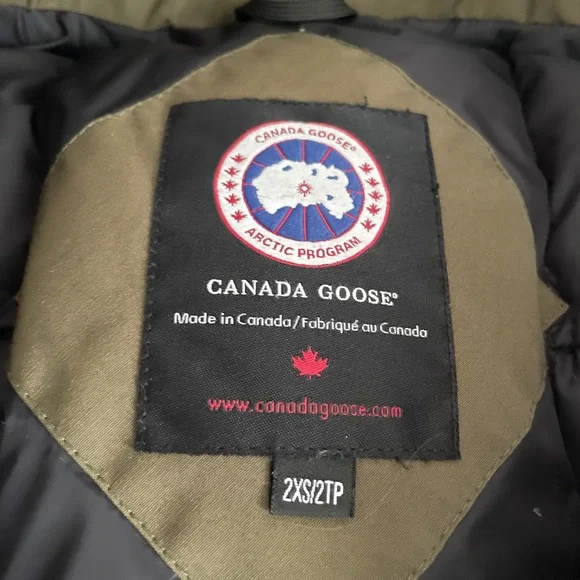 CANADA GOOSE®
ARCTIC PROGRAM
CANADA GOOSE®
Made in Canada/Fabriqué au Canada
www.canadagoose.com
2XS/2TP